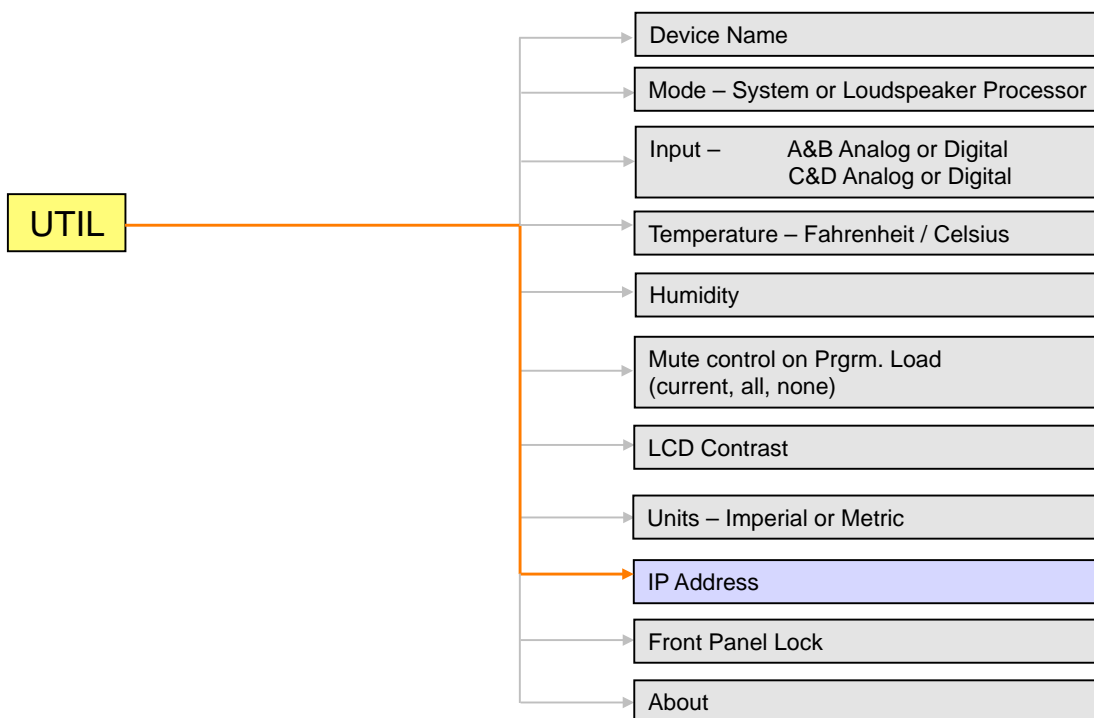 Device Name
Mode – System or Loudspeaker Processor
Input – A&B Analog or Digital
C&D Analog or Digital
UTIL
Temperature – Fahrenheit / Celsius
Humidity
Mute control on Prgrm. Load
(current, all, none)
LCD Contrast
Units – Imperial or Metric
IP Address
Front Panel Lock
About